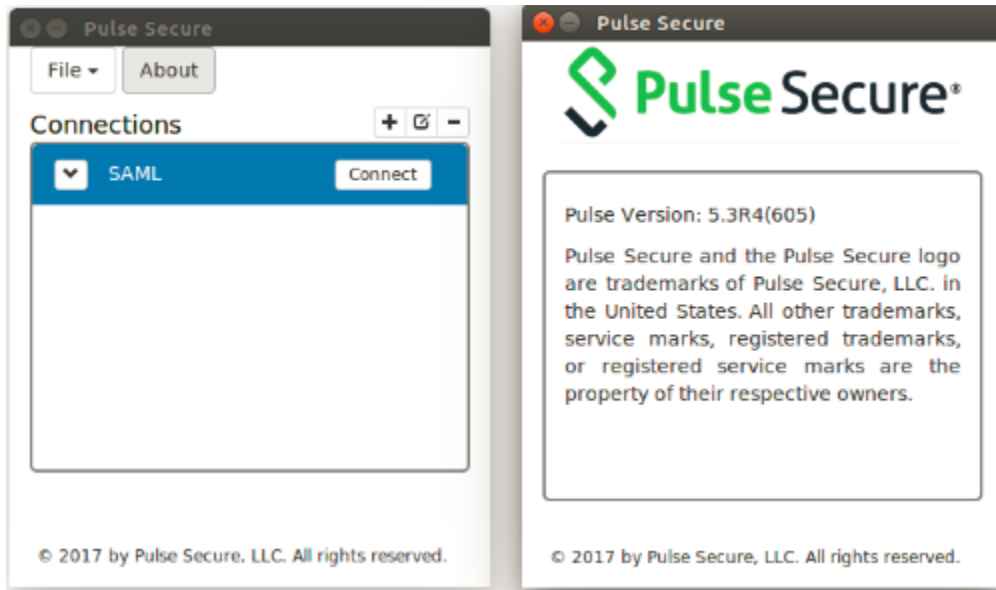 Pulse Secure
File
About
Connections
SAML
Connect
© 2017 by Pulse Secure, LLC. All rights reserved.
Pulse Secure
Pulse Secure®
Pulse Version: 5.3R4(605)
Pulse Secure and the Pulse Secure logo
are trademarks of Pulse Secure, LLC. in
the United States. All other trademarks,
service marks, registered trademarks,
or registered service marks are the
property of their respective owners.
© 2017 by Pulse Secure, LLC. All rights reserved.